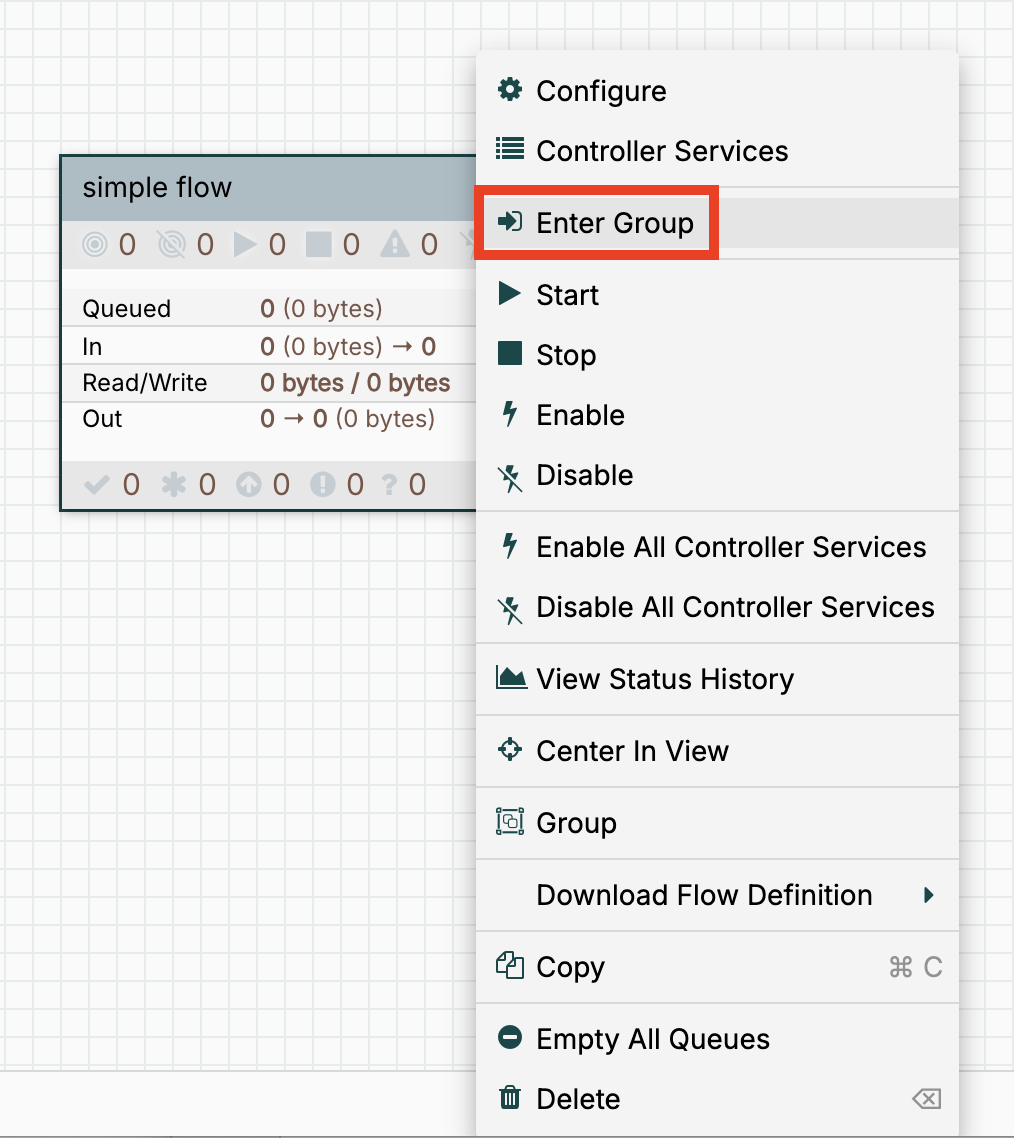 simple flow
0 0 0 0 0
Queued 0 (0 bytes)
In 0 (0 bytes) → 0
Read/Write 0 bytes / 0 bytes
Out 0 → 0 (0 bytes)
0 0 0 0 ? 0
Configure
Controller Services
Enter Group
Start
Stop
Enable
Disable
Enable All Controller Services
Disable All Controller Services
View Status History
Center In View
Group
Download Flow Definition
Copy ⌘ C
Empty All Queues
Delete